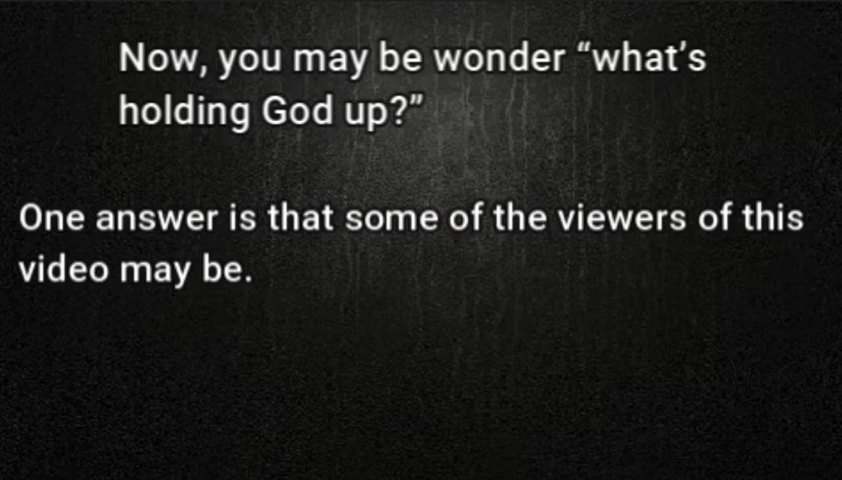 Now, you may be wonder “what’s
holding God up?”
One answer is that some of the viewers of this
video may be.